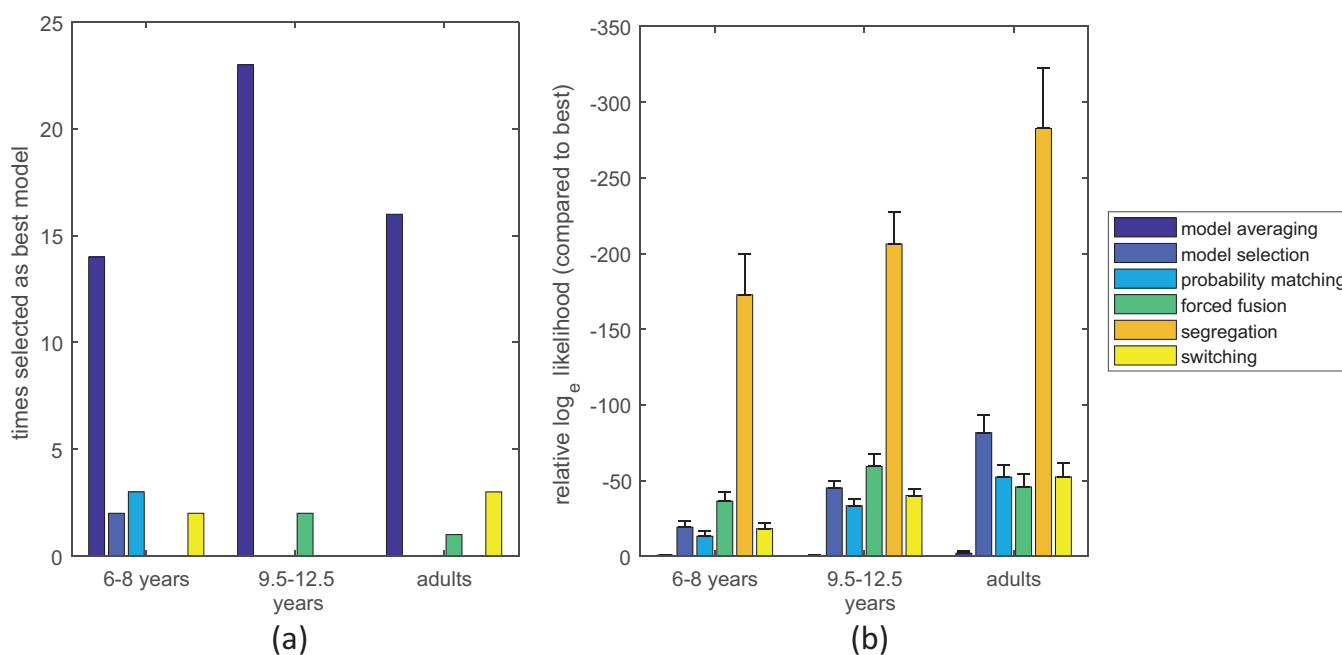 times selected as best model
25
20
15
10
5
0
6-8 years
9.5-12.5
years
adults
(a)
relative logₑ likelihood (compared to best)
-350
-300
-250
-200
-150
-100
-50
0
6-8 years
9.5-12.5
years
adults
(b)
model averaging
model selection
probability matching
forced fusion
segregation
switching